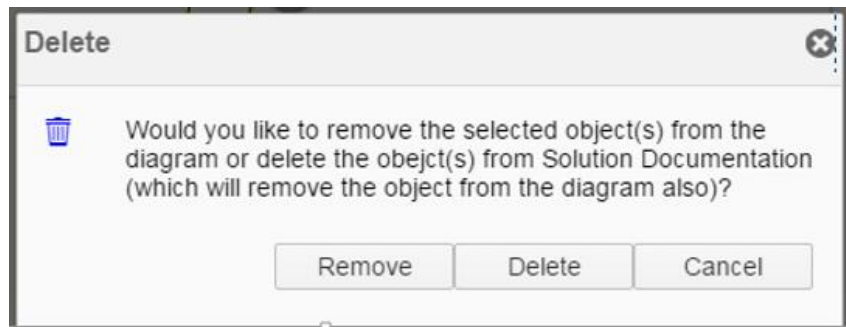 Delete
Would you like to remove the selected object(s) from the
diagram or delete the obejct(s) from Solution Documentation
(which will remove the object from the diagram also)?
Remove Delete Cancel